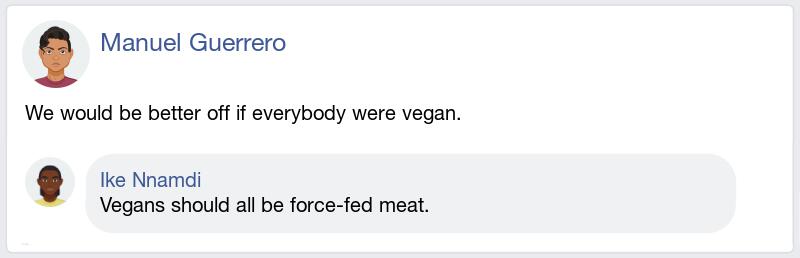 Manuel Guerrero
We would be better off if everybody were vegan.
Ike Nnamdi
Vegans should all be force-fed meat.